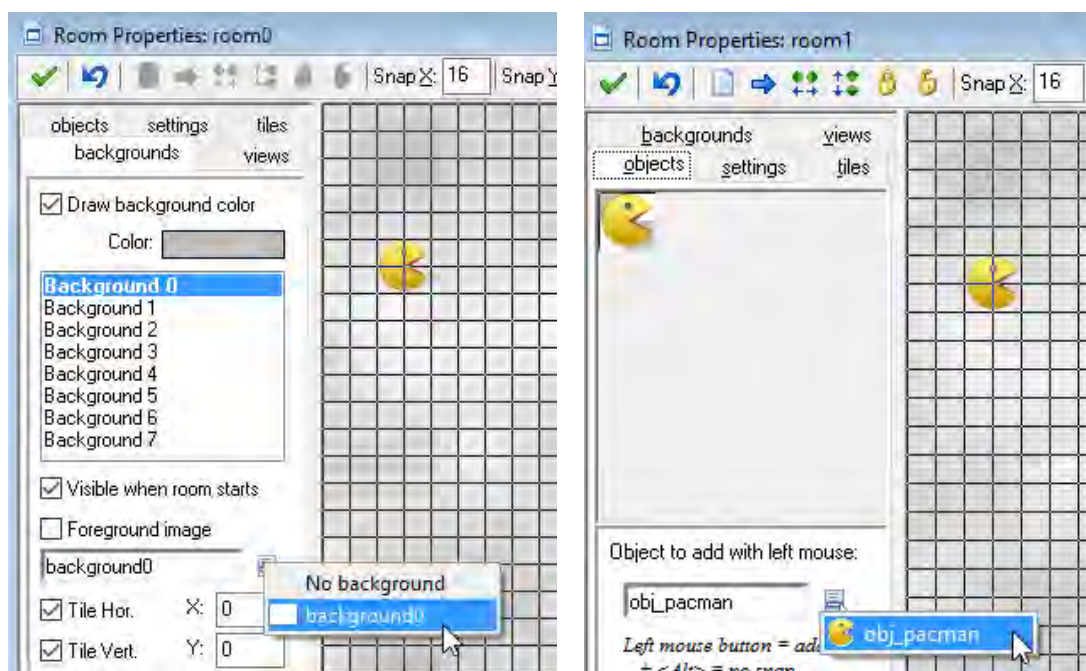 Room Properties: room0
Snap X: 16 Snap Y
objects settings tiles
backgrounds views
Draw background color
Color:
Background 0
Background 1
Background 2
Background 3
Background 4
Background 5
Background 6
Background 7
Visible when room starts
Foreground image
background0
No background
background0
Tile Hor. X: 0
Tile Vert. Y: 0
Room Properties: room1
Snap X: 16
backgrounds views
objects settings tiles
Object to add with left mouse:
obj_pacman
obj_pacman
Left mouse button = add
+ <Alt> = no snap